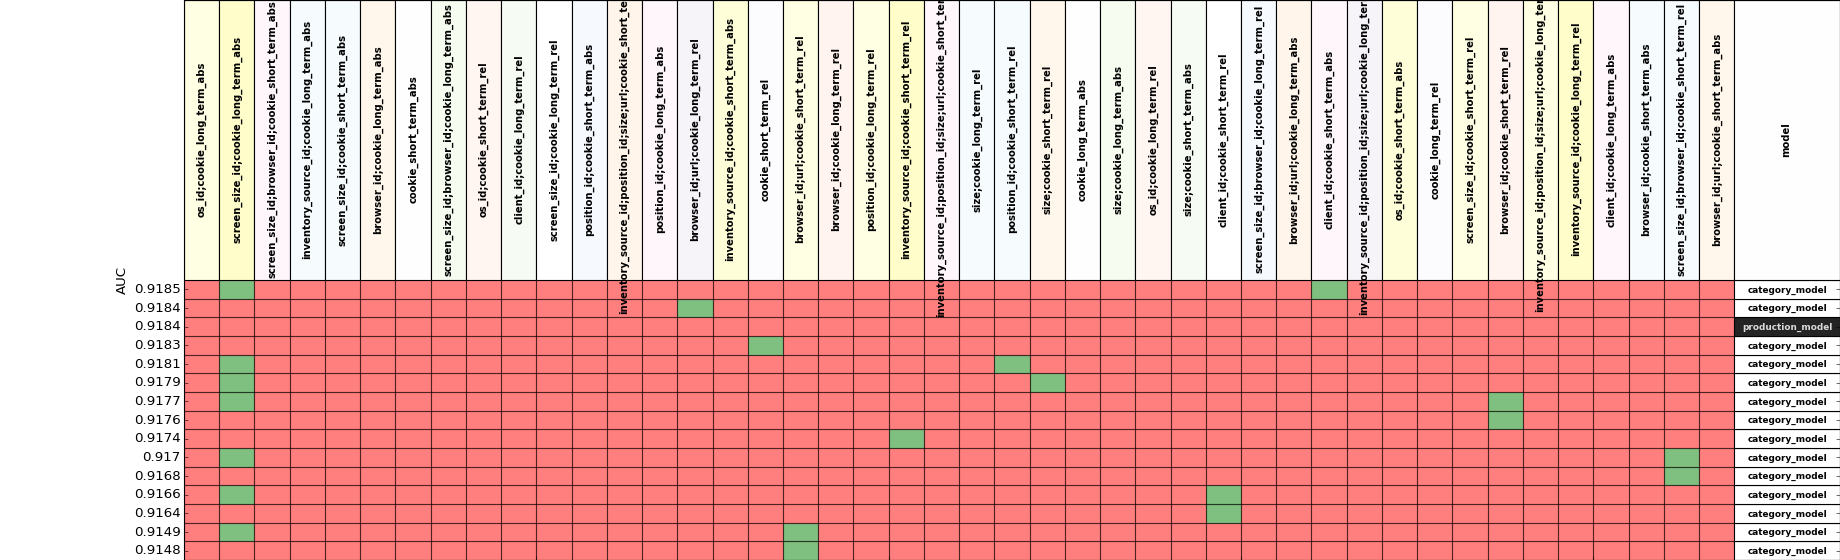 os_id;cookie_long_term_abs
screen_size_id;cookie_long_term_abs
screen_size_id;browser_id;cookie_short_term_abs
inventory_source_id;cookie_long_term_abs
screen_size_id;cookie_short_term_abs
browser_id;cookie_long_term_abs
cookie_short_term_abs
screen_size_id;browser_id;cookie_long_term_abs
os_id;cookie_short_term_rel
client_id;cookie_long_term_rel
screen_size_id;cookie_long_term_rel
position_id;cookie_short_term_abs
inventory_source_id;position_id;size;url;cookie_short_te
position_id;cookie_long_term_abs
browser_id;url;cookie_long_term_rel
inventory_source_id;cookie_short_term_abs
cookie_short_term_rel
browser_id;url;cookie_short_term_rel
browser_id;cookie_long_term_rel
position_id;cookie_long_term_rel
inventory_source_id;cookie_short_term_rel
inventory_source_id;position_id;size;url;cookie_short_ter
size;cookie_long_term_rel
position_id;cookie_short_term_rel
size;cookie_short_term_rel
cookie_long_term_abs
size;cookie_long_term_abs
os_id;cookie_long_term_rel
size;cookie_short_term_abs
client_id;cookie_short_term_rel
screen_size_id;browser_id;cookie_long_term_rel
browser_id;url;cookie_long_term_abs
client_id;cookie_short_term_abs
inventory_source_id;position_id;size;url;cookie_long_ter
os_id;cookie_short_term_abs
cookie_long_term_rel
screen_size_id;cookie_short_term_rel
browser_id;cookie_short_term_rel
inventory_source_id;position_id;size;url;cookie_long_ter
inventory_source_id;cookie_long_term_rel
client_id;cookie_long_term_abs
browser_id;cookie_short_term_abs
screen_size_id;browser_id;cookie_short_term_rel
browser_id;url;cookie_short_term_abs
model
AUC
0.9185 category_model
0.9184 category_model
0.9184 production_model
0.9183 category_model
0.9181 category_model
0.9179 category_model
0.9177 category_model
0.9176 category_model
0.9174 category_model
0.917 category_model
0.9168 category_model
0.9166 category_model
0.9164 category_model
0.9149 category_model
0.9148 category_model